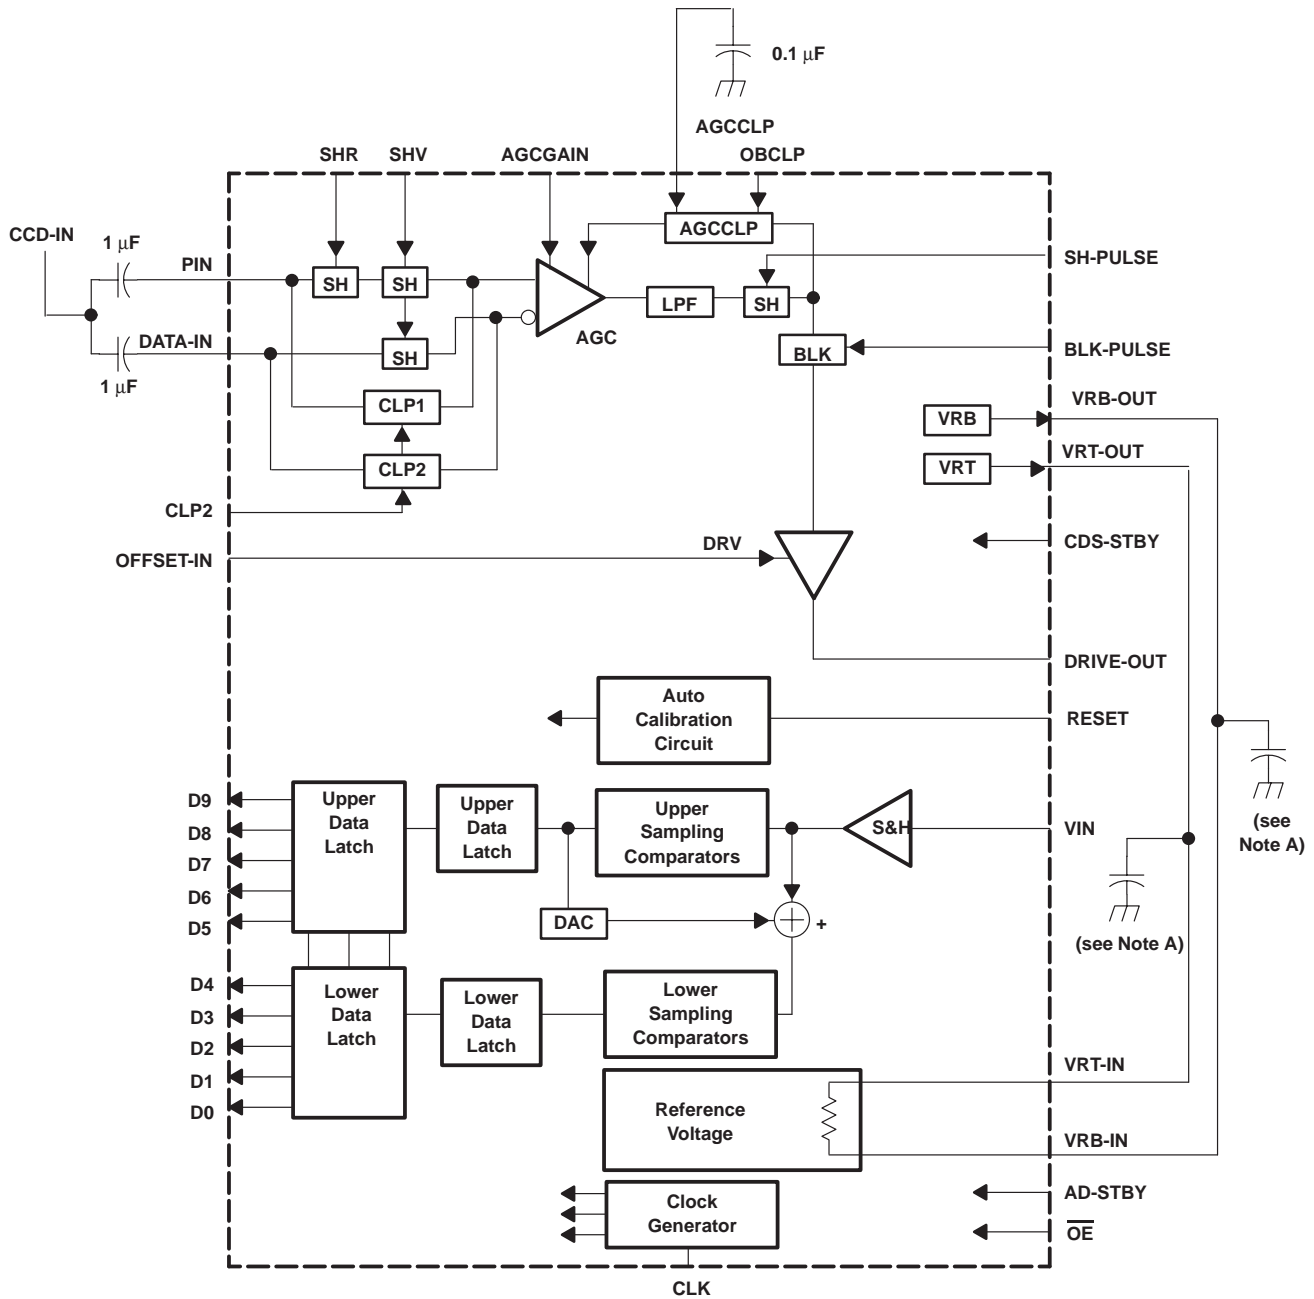 0.1 µF
AGCCLP
SHR
SHV
AGCGAIN
OBCLP
CCD-IN
1 µF
PIN
AGCCLP
SH-PULSE
SH
SH
LPF
SH
AGC
DATA-IN
1 µF
SH
BLK
BLK-PULSE
CLP1
VRB
VRB-OUT
CLP2
VRT
VRT-OUT
CLP2
OFFSET-IN
DRV
CDS-STBY
DRIVE-OUT
Auto
Calibration
Circuit
RESET
D9
D8
D7
D6
D5
Upper
Data
Latch
Upper
Data
Latch
Upper
Sampling
Comparators
S&H
VIN
(see
Note A)
DAC
+
(see Note A)
D4
D3
D2
D1
D0
Lower
Data
Latch
Lower
Data
Latch
Lower
Sampling
Comparators
VRT-IN
Reference
Voltage
VRB-IN
Clock
Generator
AD-STBY
OE
CLK